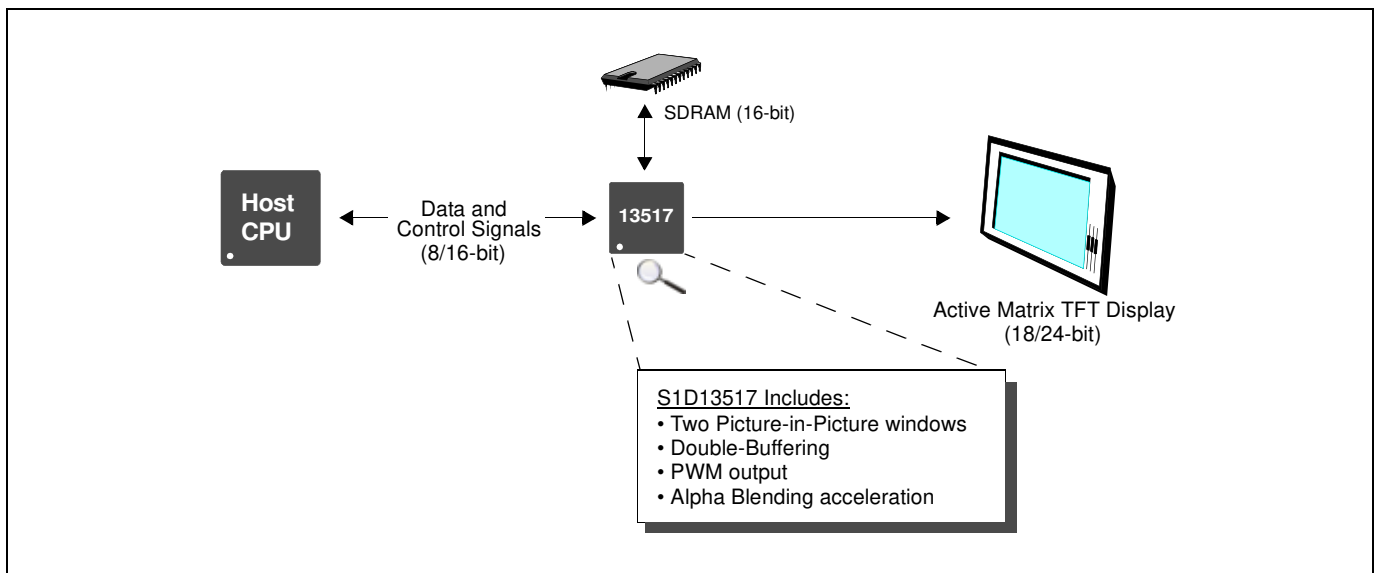 SDRAM (16-bit)
Host
CPU
Data and
Control Signals
(8/16-bit)
13517
Active Matrix TFT Display
(18/24-bit)
S1D13517 Includes:
• Two Picture-in-Picture windows
• Double-Buffering
• PWM output
• Alpha Blending acceleration